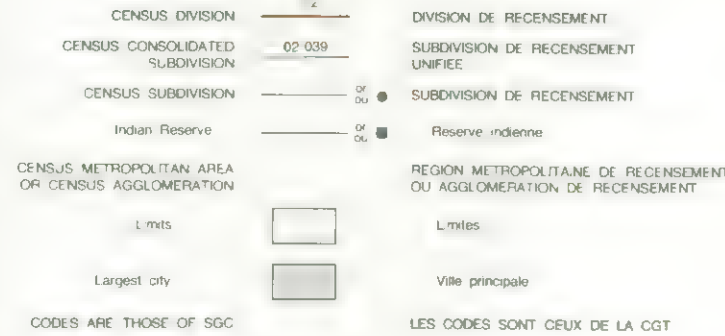 2
CENSUS DIVISION DIVISION DE RECENSEMENT
CENSUS CONSOLIDATED SUBDIVISION 02 039 SUBDIVISION DE RECENSEMENT UNIFIEE
CENSUS SUBDIVISION or ou SUBDIVISION DE RECENSEMENT
Indian Reserve or ou Reserve indienne
CENSUS METROPOLITAN AREA REGION METROPOLITAINE DE RECENSEMENT
OR CENSUS AGGLOMERATION OU AGGLOMERATION DE RECENSEMENT
Limits Limites
Largest city Ville principale
CODES ARE THOSE OF SGC LES CODES SONT CEUX DE LA CGT